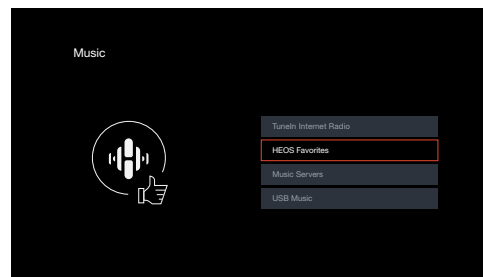 Music
TuneIn Internet Radio
HEOS Favorites
Music Servers
USB Music